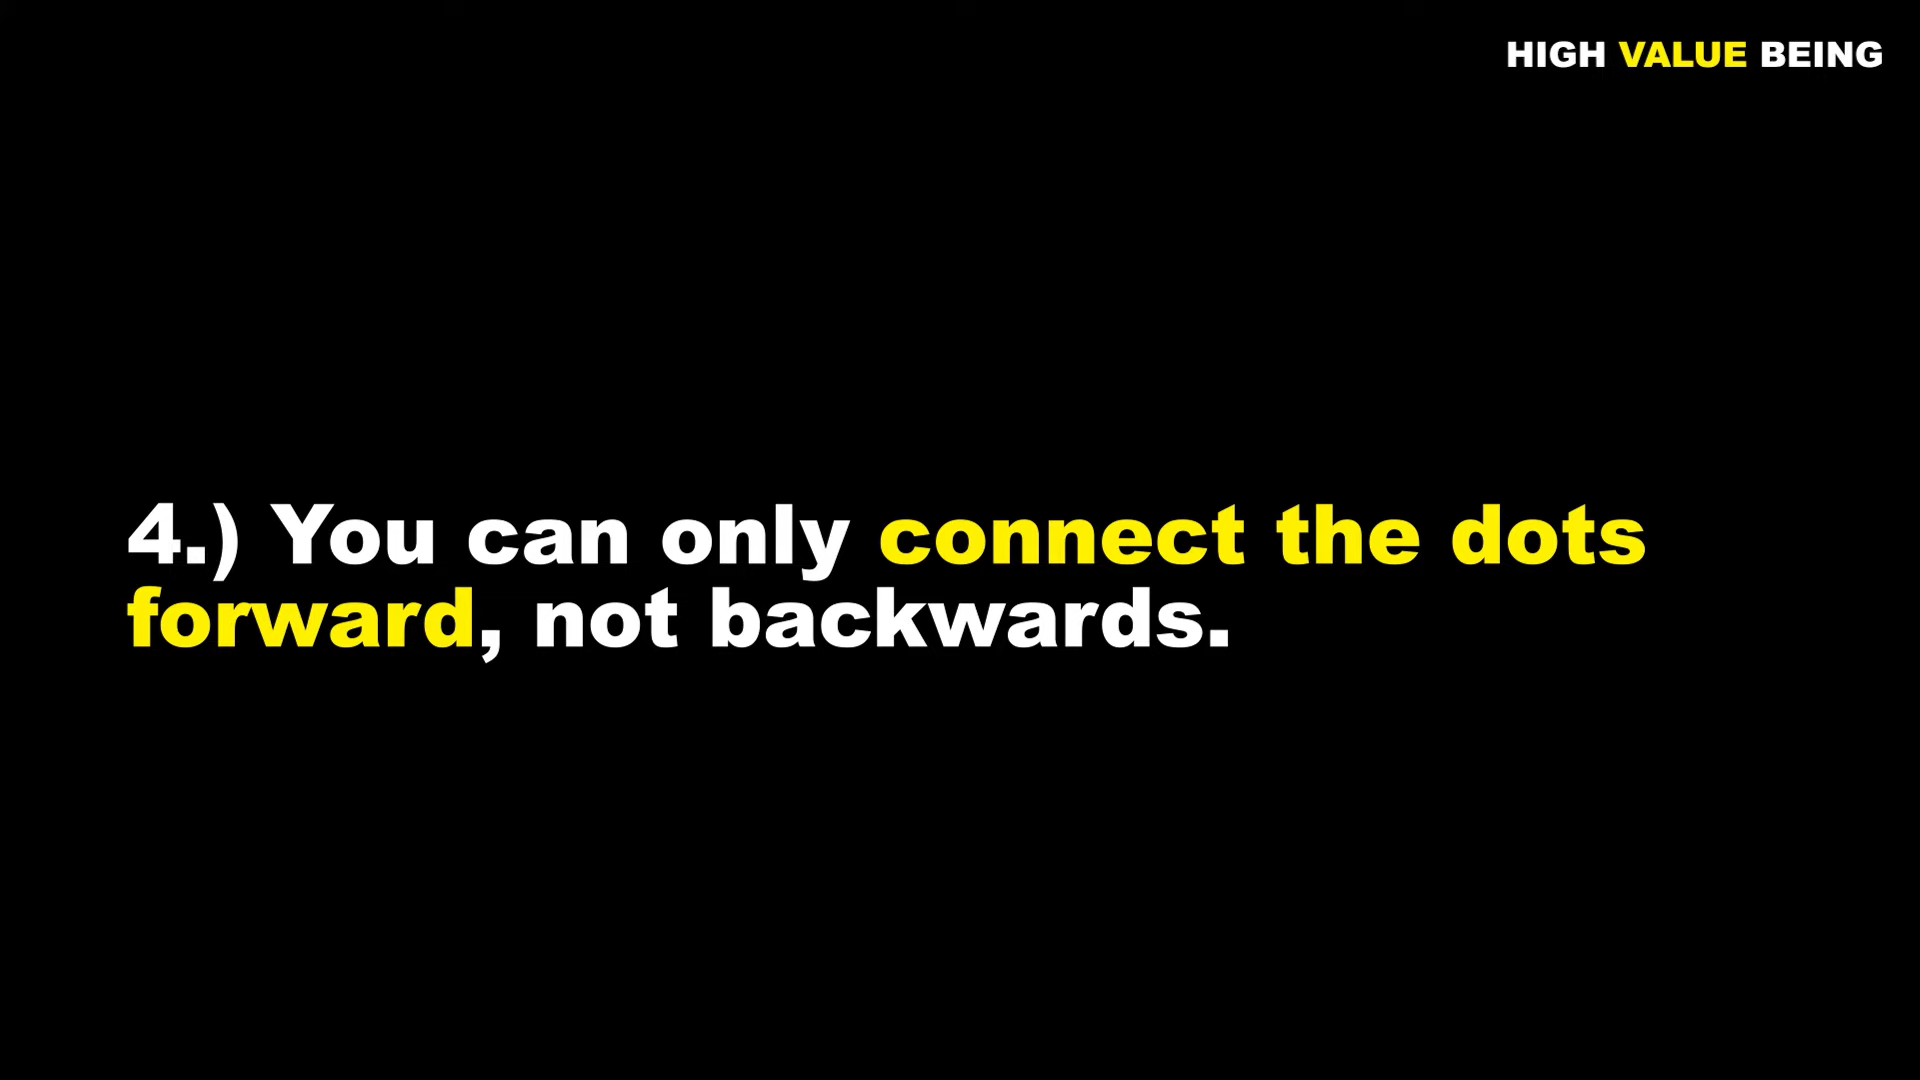 HIGH VALUE BEING
4.) You can only connect the dots
forward, not backwards.